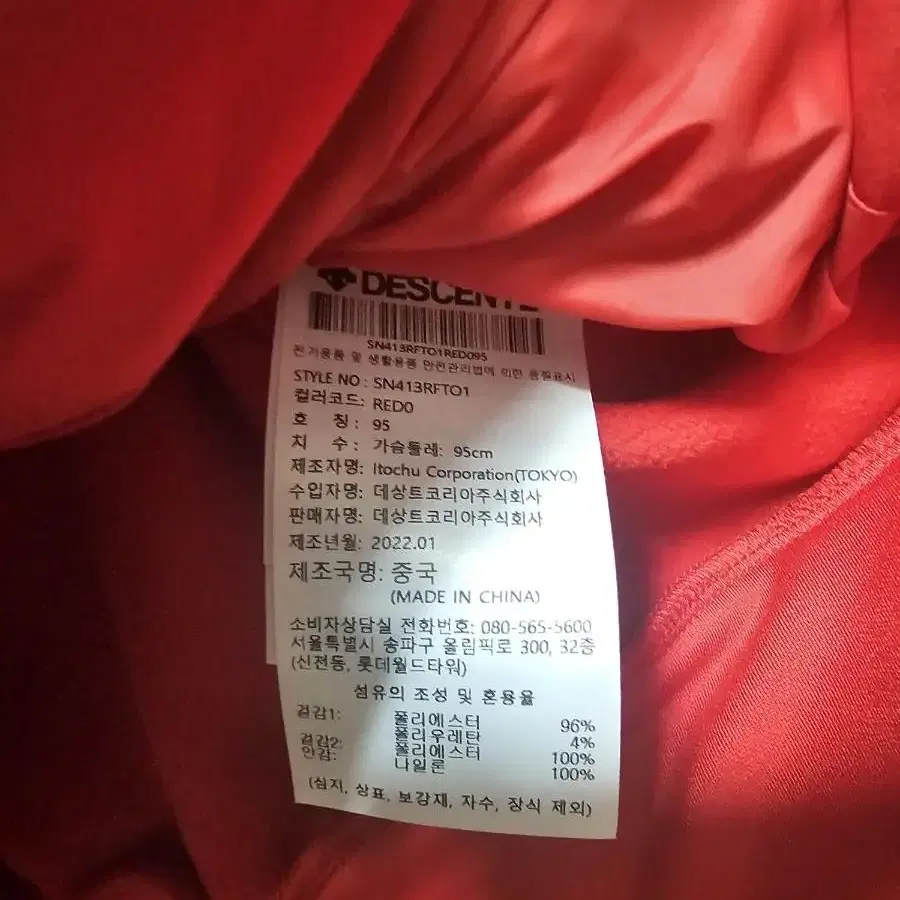 DESCENTE
SN413RFTO1RED095
전기용품 및 생활용품 안전관리법에 의한 품질표시
STYLE NO : SN413RFTO1
컬러코드: RED0
호 칭 : 95
치 수 : 가슴둘레: 95cm
제조자명: Itochu Corporation(TOKYO)
수입자명: 데상트코리아주식회사
판매자명: 데상트코리아주식회사
제조년월: 2022.01
제조국명: 중국
(MADE IN CHINA)
소비자상담실 전화번호: 080-565-5600
서울특별시 송파구 올림픽로 300, 32층
(신전동, 롯데월드타워)
섬유의 조성 및 혼용율
겉감1: 폴리에스터 96%
폴리우레탄 4%
겉감2: 폴리에스터 100%
안감: 나일론 100%
(심지, 상표, 보강재, 자수, 장식 제외)